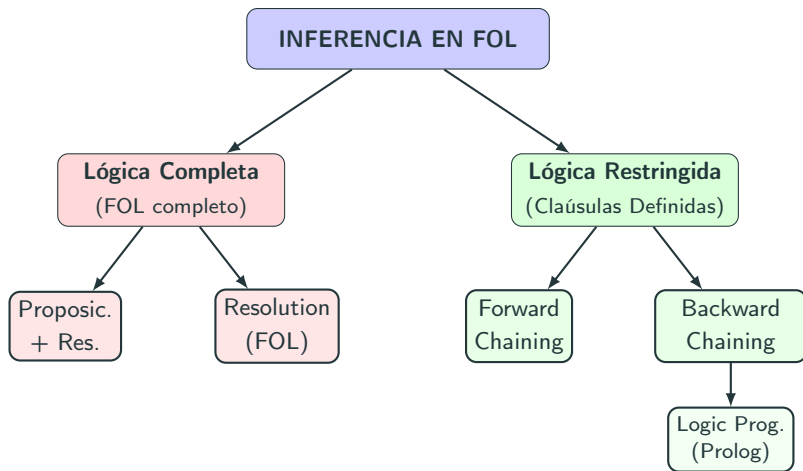 INFERENCIA EN FOL
Lógica Completa
(FOL completo)
Lógica Restringida
(Claúsulas Definidas)
Proposic.
+ Res.
Resolution
(FOL)
Forward
Chaining
Backward
Chaining
Logic Prog.
(Prolog)